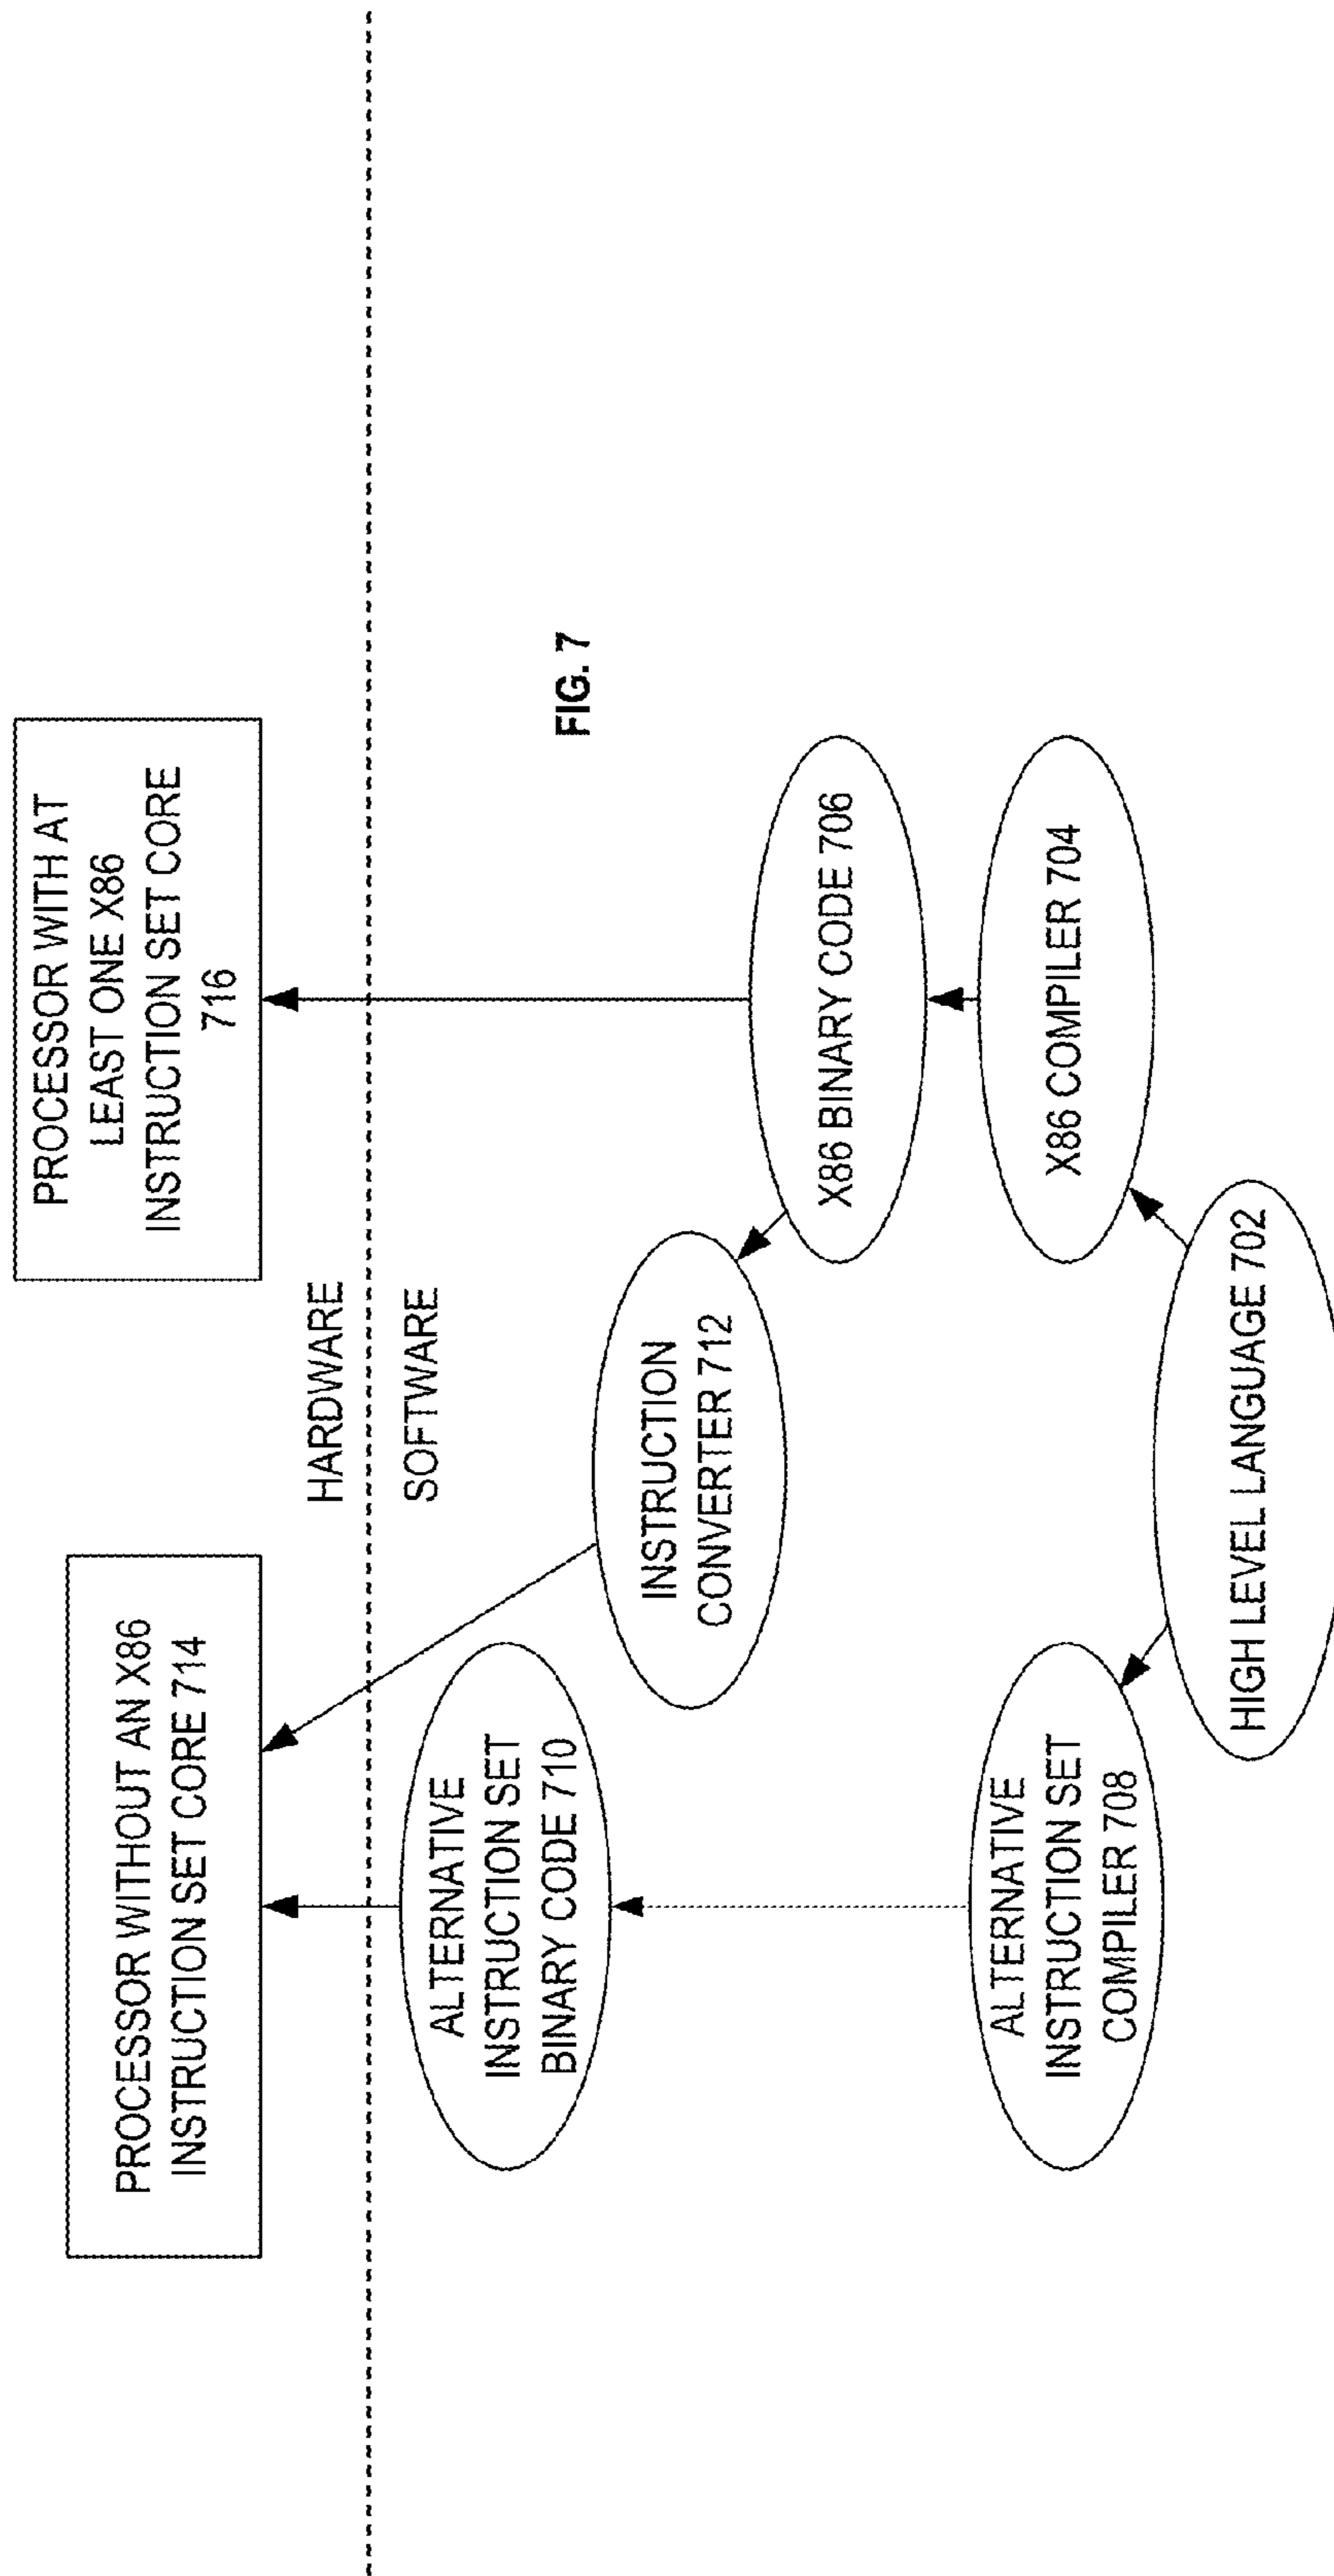 PROCESSOR WITHOUT AN X86
INSTRUCTION SET CORE 714
PROCESSOR WITH AT
LEAST ONE X86
INSTRUCTION SET CORE
716
HARDWARE
SOFTWARE
ALTERNATIVE
INSTRUCTION SET
BINARY CODE 710
INSTRUCTION
CONVERTER 712
FIG. 7
X86 BINARY CODE 706
ALTERNATIVE
INSTRUCTION SET
COMPILER 708
X86 COMPILER 704
HIGH LEVEL LANGUAGE 702